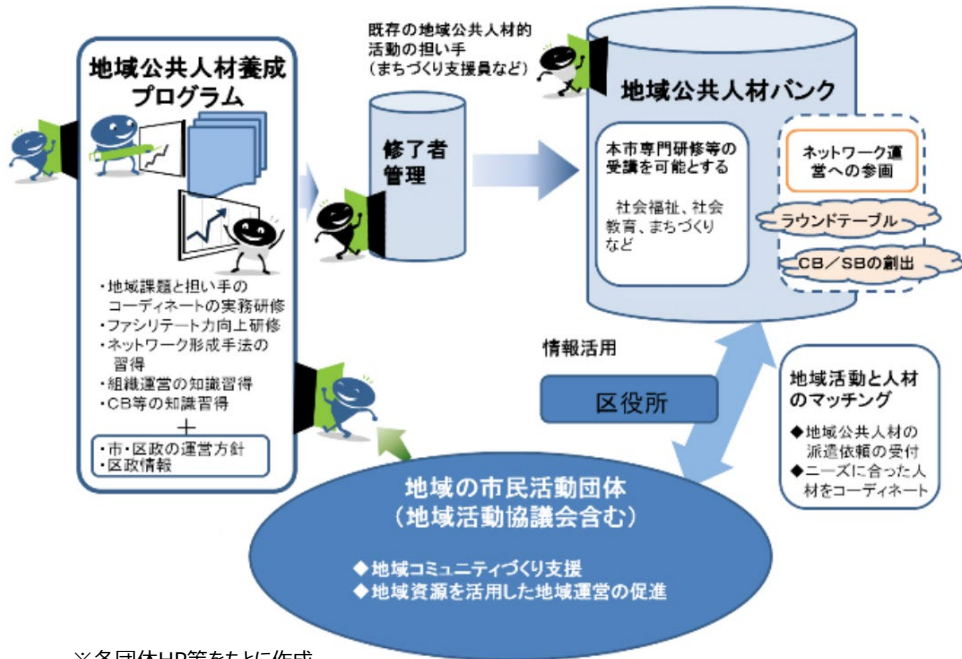 地域公共人材養成
プログラム
・地域課題と担い手の
コーディネートの実務研修
・ファシリテート力向上研修
・ネットワーク形成手法の
習得
・組織運営の知識習得
・CB等の知識習得
+
・市・区政の運営方針
・区政情報
既存の地域公共人材的
活動の担い手
（まちづくり支援員など）
修了者
管理
地域公共人材バンク
本市専門研修等の
受講を可能とする
社会福祉、社会
教育、まちづくり
など
ネットワーク運
営への参画
ラウンドテーブル
CB／SBの創出
情報活用
区役所
地域活動と人材
のマッチング
◆地域公共人材の
派遣依頼の受付
◆ニーズに合った人
材をコーディネート
地域の市民活動団体
（地域活動協議会含む）
◆地域コミュニティづくり支援
◆地域資源を活用した地域運営の促進
※各団体HP等をもとに作成